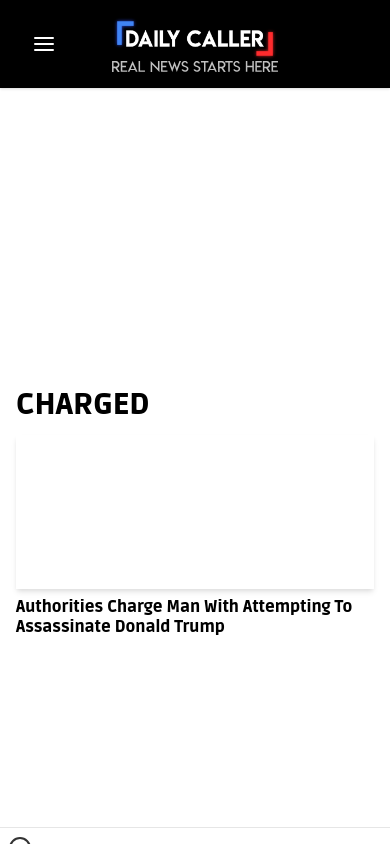 DAILY CALLER
REAL NEWS STARTS HERE
CHARGED
Authorities Charge Man With Attempting To
Assassinate Donald Trump